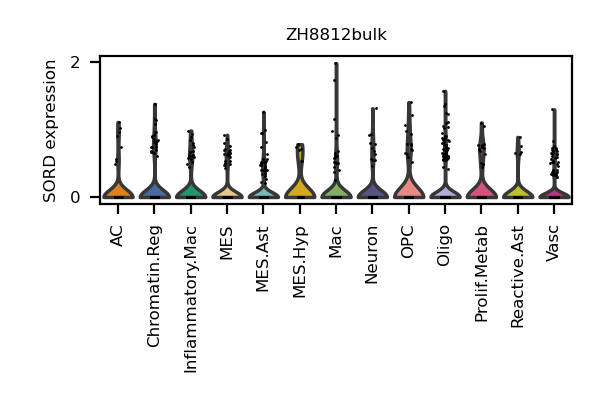 ZH8812bulk
SORD expression
2
0
AC
Chromatin.Reg
Inflammatory.Mac
MES
MES.Ast
MES.Hyp
Mac
Neuron
OPC
Oligo
Prolif.Metab
Reactive.Ast
Vasc